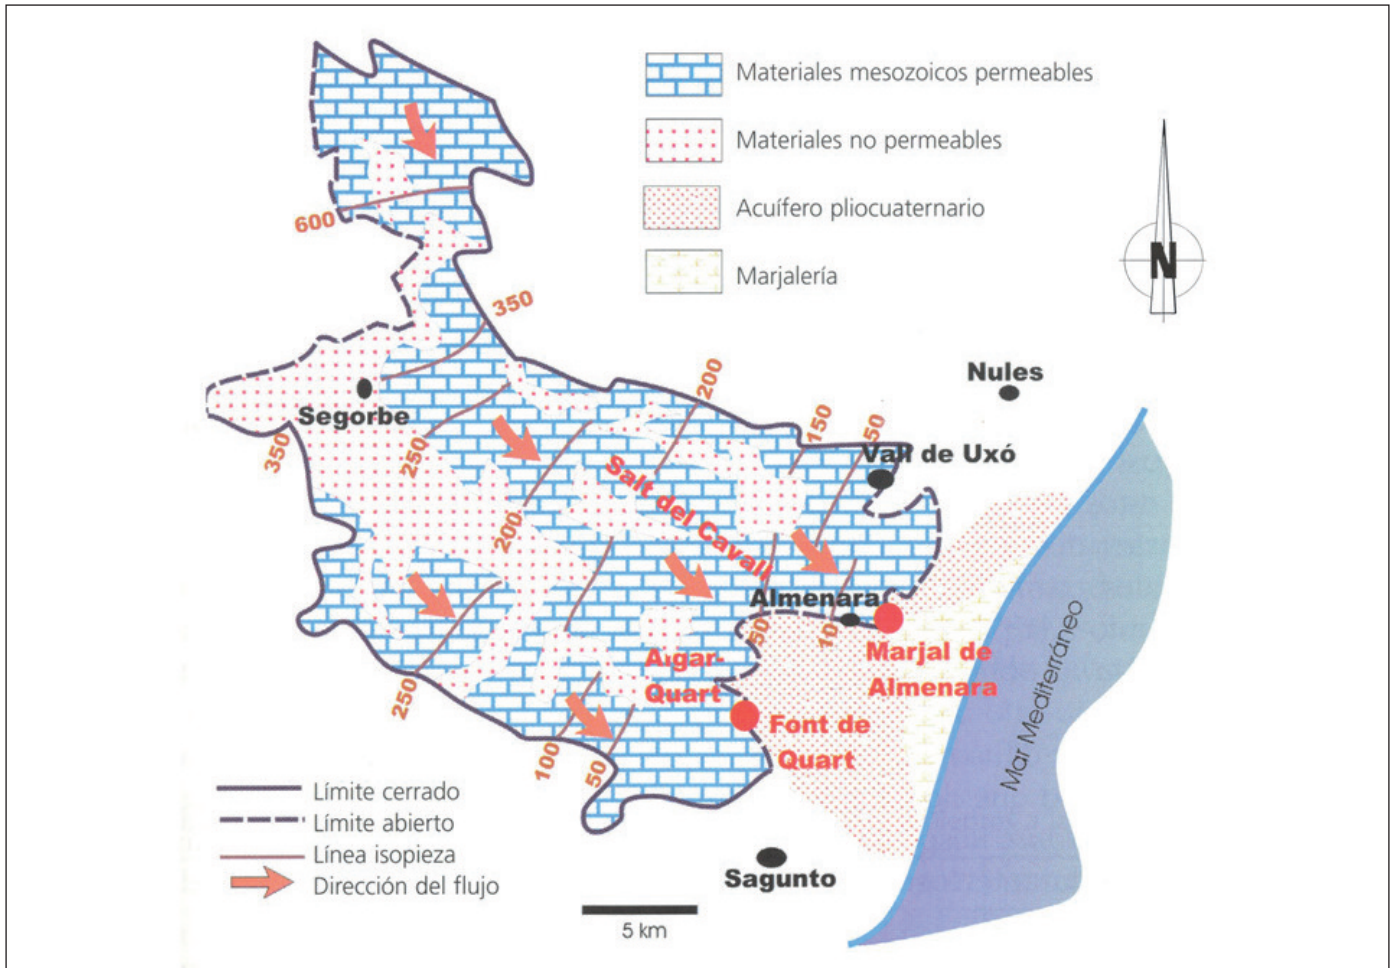 Materiales mesozoicos permeables
Materiales no permeables
Acuífero pliocuaternario
Marjalería
N
600
350
Segorbe
350
250
200
150
50
Nules
Vall de Uxó
Salt del Cavall
200
Almenara
50
10
Marjal de
Almenara
Algar-
Quart
Font de
Quart
250
100
50
Mar Mediterráneo
Sagunto
Límite cerrado
Límite abierto
Línea isopieza
Dirección del flujo
5 km